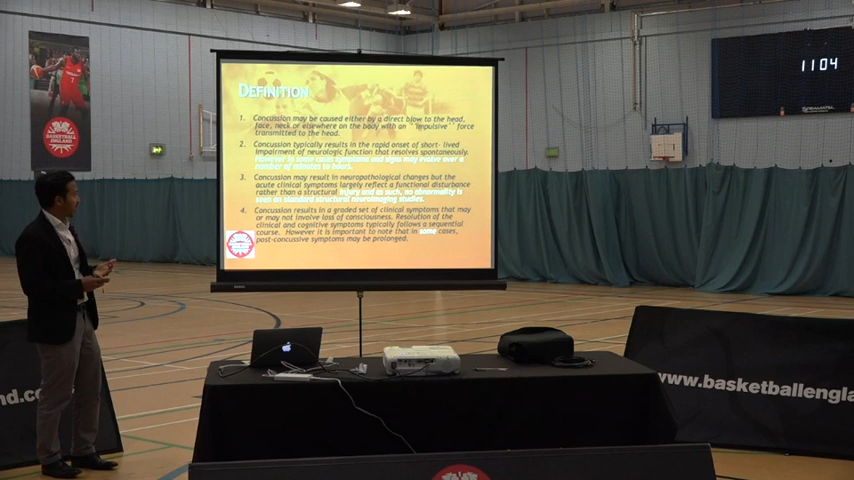 1104
BASKETBALL
ENGLAND
DEFINITION
1. Concussion may be caused either by a direct blow to the head,
face, neck or elsewhere on the body with an "impulsive" force
transmitted to the head.
2. Concussion typically results in the rapid onset of short- lived
impairment of neurologic function that resolves spontaneously.
However in some cases symptoms and signs may evolve over a
number of minutes to hours.
3. Concussion may result in neuropathological changes but the
acute clinical symptoms largely reflect a functional disturbance
rather than a structural injury and as such, no abnormality is
seen on standard structural neuroimaging studies.
4. Concussion results in a graded set of clinical symptoms that may
or may not involve loss of consciousness. Resolution of the
clinical and cognitive symptoms typically follows a sequential
course. However it is important to note that in some cases,
post-concussive symptoms may be prolonged.
nd.co
www.basketballengla